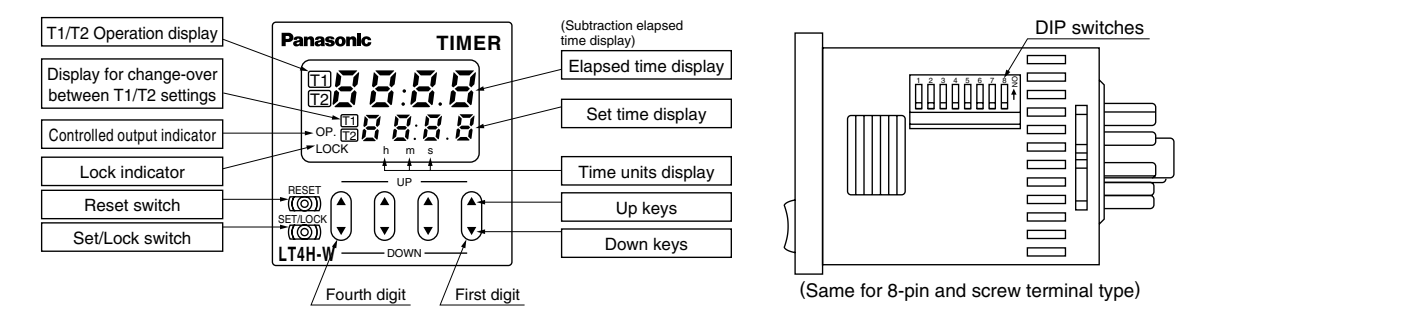 T1/T2 Operation display
Display for change-over
between T1/T2 settings
Controlled output indicator
Lock indicator
Reset switch
Set/Lock switch
Panasonic
TIMER
T1
T2
88:8.8
T1
T2
88:8.8
OP.
LOCK
h m s
UP
RESET
SET/LOCK
LT4H-W
DOWN
Fourth digit
First digit
(Subtraction elapsed
time display)
Elapsed time display
Set time display
Time units display
Up keys
Down keys
DIP switches
1 2 3 4 5 6 7 8
ON
(Same for 8-pin and screw terminal type)